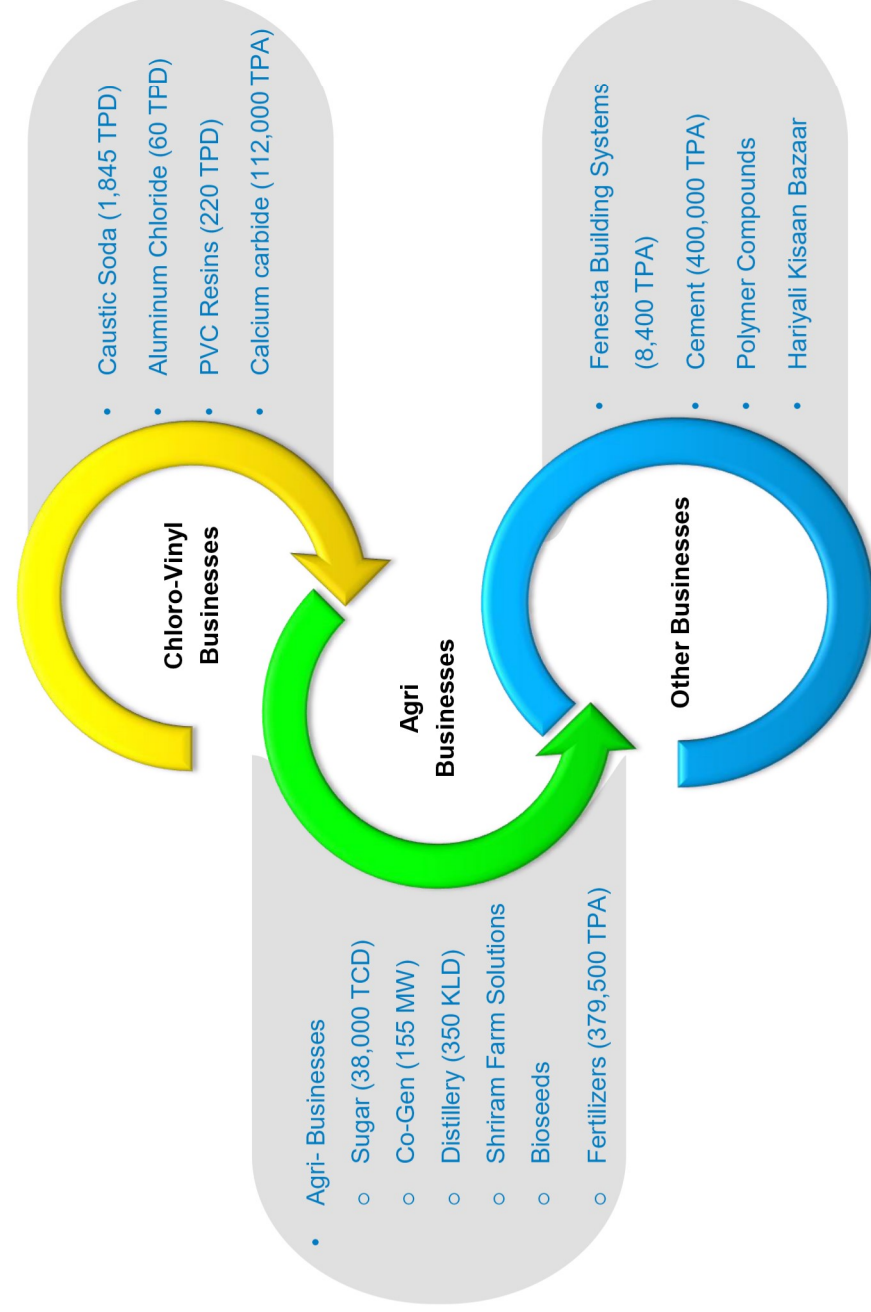 Chloro-Vinyl
Businesses
• Caustic Soda (1,845 TPD)
• Aluminum Chloride (60 TPD)
• PVC Resins (220 TPD)
• Calcium carbide (112,000 TPA)
Agri
Businesses
• Agri- Businesses
○ Sugar (38,000 TCD)
○ Co-Gen (155 MW)
○ Distillery (350 KLD)
○ Shriram Farm Solutions
○ Bioseeds
○ Fertilizers (379,500 TPA)
Other Businesses
• Fenesta Building Systems
(8,400 TPA)
• Cement (400,000 TPA)
• Polymer Compounds
• Hariyali Kisaan Bazaar